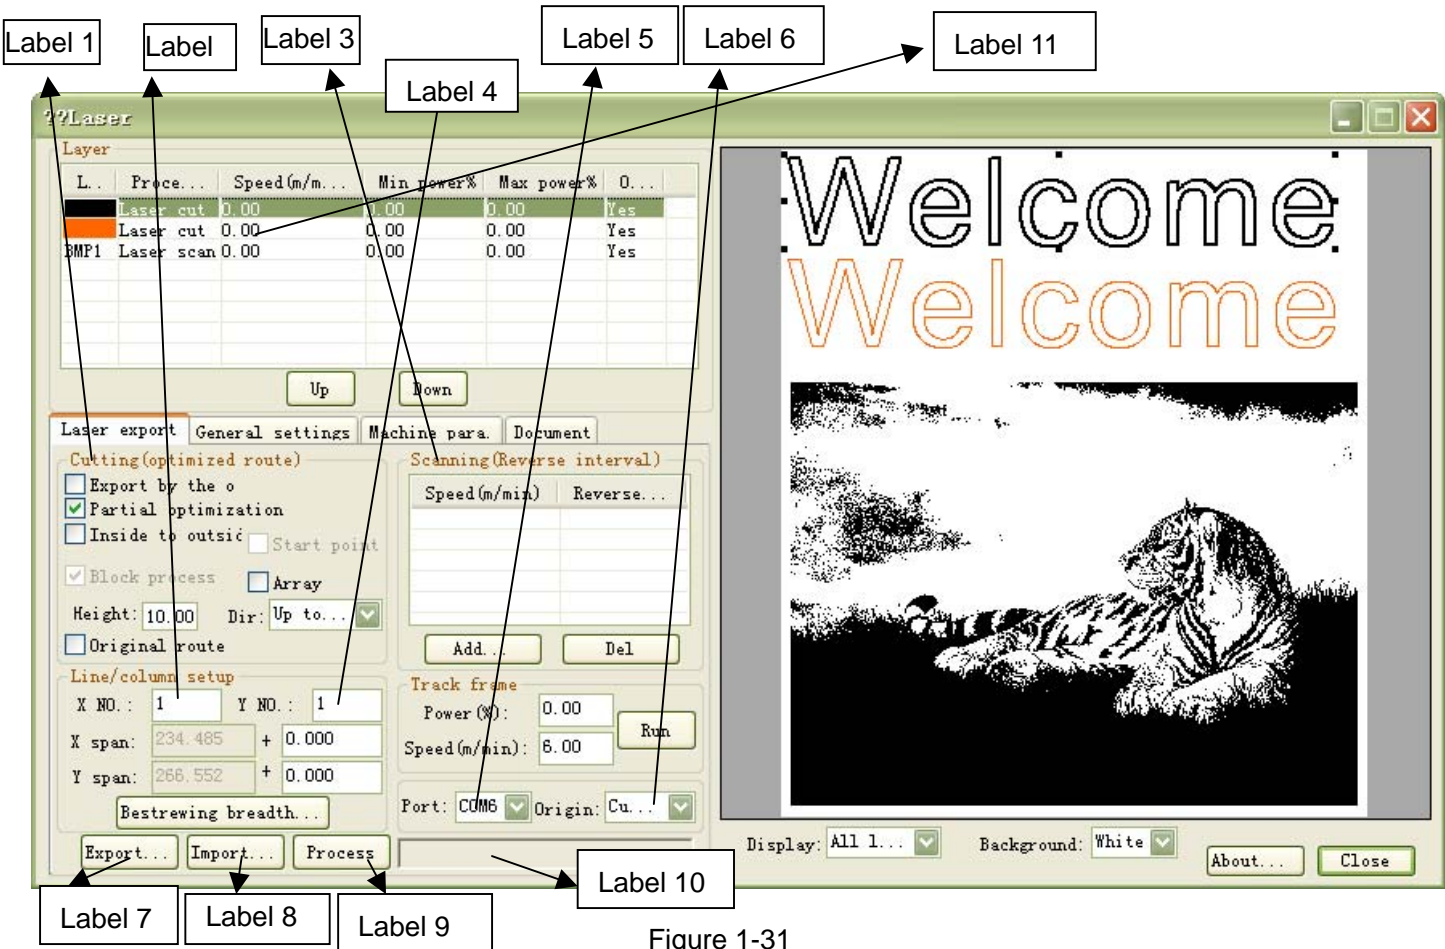 Label 1
Label
Label 3
Label 5
Label 6
Label 11
Label 4
??Laser
Layer
L.. Proce... Speed(m/m... Min power% Max power% O...
Laser cut 0.00 0.00 0.00 Yes
Laser cut 0.00 0.00 0.00 Yes
BMP1 Laser scan 0.00 0.00 0.00 Yes
Up Down
Welcome
Welcome
Laser export General settings Machine para. Document
Cutting(optimized route)
Export by the o
Partial optimization
Inside to outsid Start point
Block process Array
Height: 10.00 Dir: Up to...
Original route
Scanning(Reverse interval)
Speed(m/min) Reverse...
Add... Del
Line/column setup
X NO.: 1 Y NO.: 1
X span: 234.485 + 0.000
Y span: 266.552 + 0.000
Bestrewing breadth...
Track frame
Power(%): 0.00
Speed(m/min): 6.00
Run
Port: COM6 Origin: Cu...
Export... Import... Process
Display: All l... Background: White
About... Close
Label 7
Label 8
Label 9
Label 10
Figure 1-31